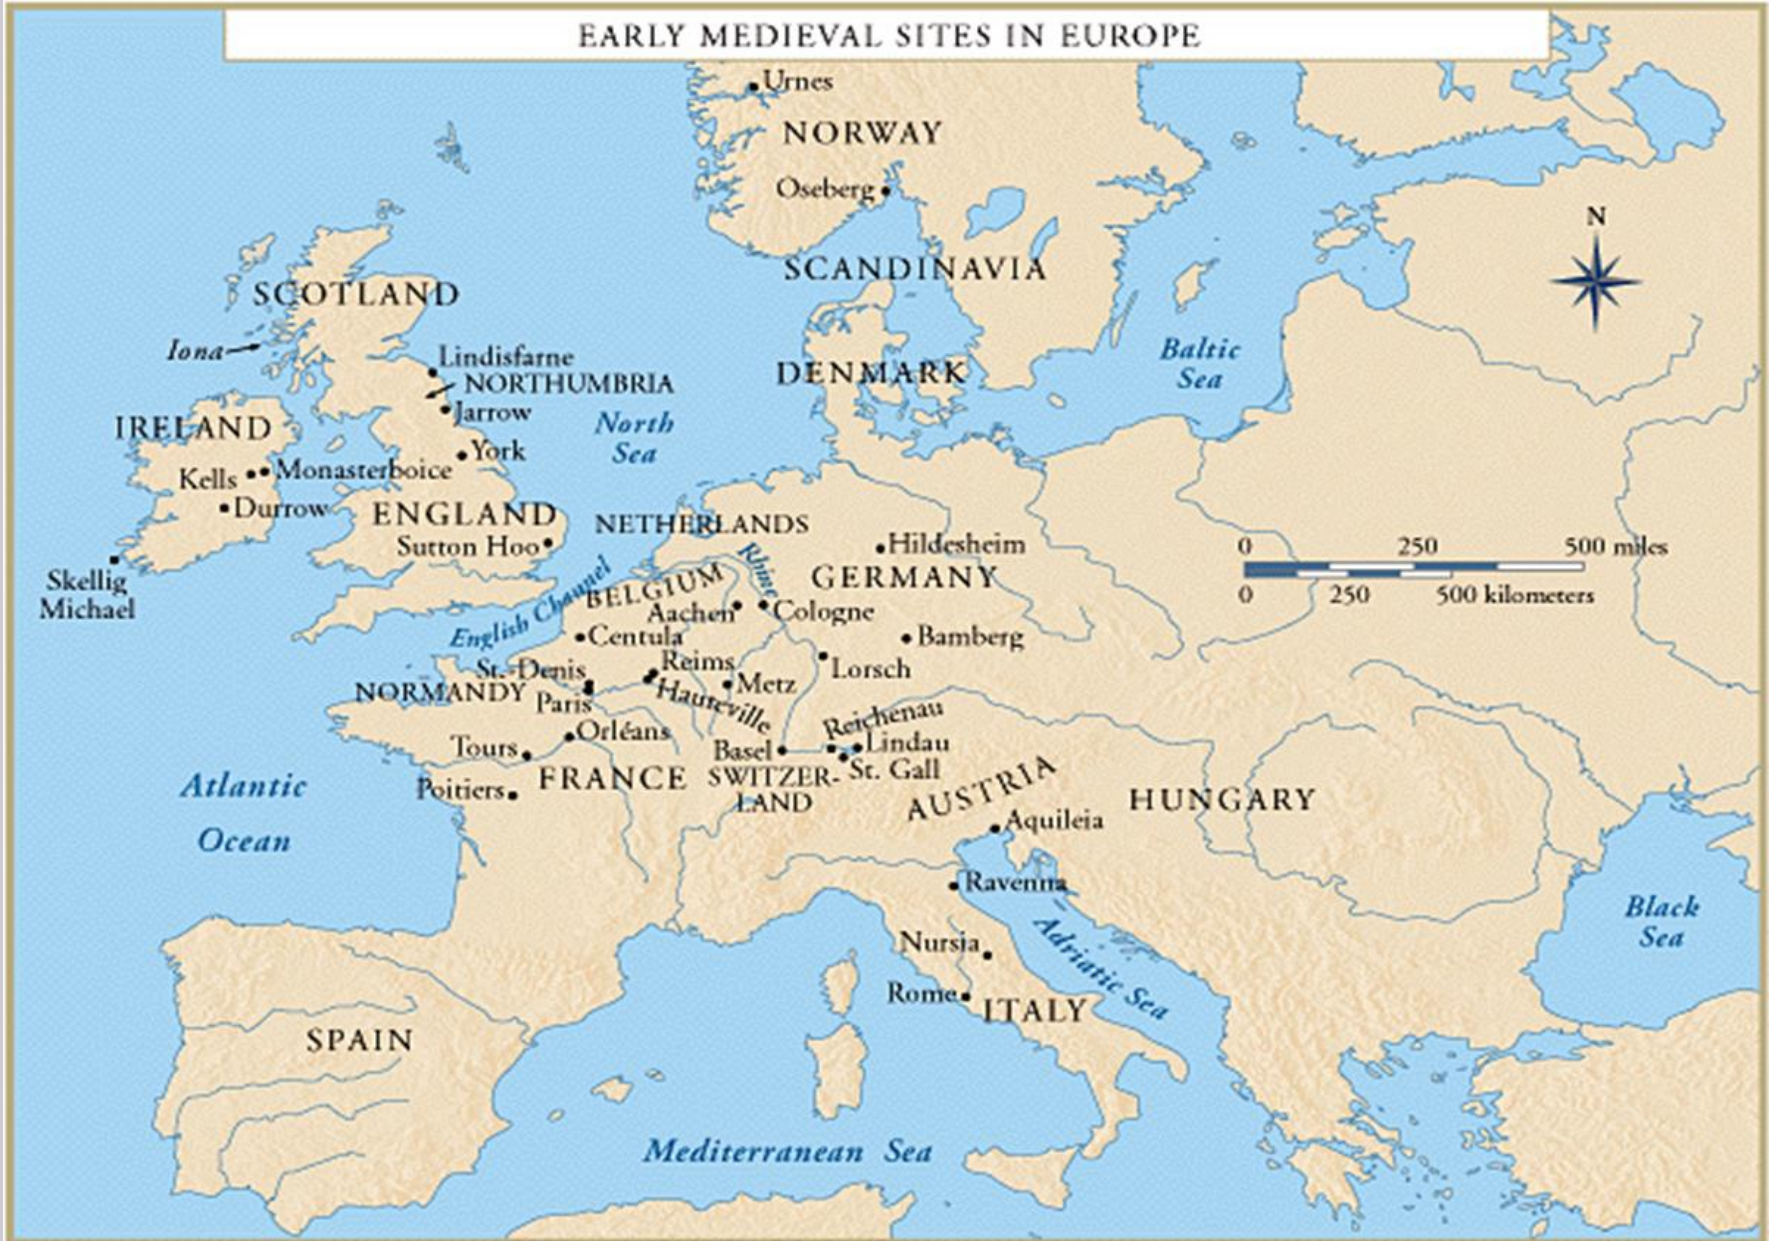 EARLY MEDIEVAL SITES IN EUROPE
Urnes
NORWAY
Oseberg
N
SCANDINAVIA
SCOTLAND
Iona
Baltic
Sea
Lindisfarne
NORTHUMBRIA
DENMARK
Jarrow
IRELAND
North
Sea
York
Kells
Monasterboice
Durrow
ENGLAND
NETHERLANDS
Sutton Hoo
Hildesheim
0 250 500 miles
0 250 500 kilometers
Skellig
Michael
English Channel
BELGIUM
Rhine
GERMANY
Aachen
Cologne
Centula
Bamberg
St.-Denis
Reims
Lorsch
NORMANDY
Paris
Hauteville
Metz
Orléans
Reichenau
Tours
Basel
Lindau
St. Gall
SWITZER-
LAND
FRANCE
Poitiers
Atlantic
Ocean
AUSTRIA
HUNGARY
Aquileia
Ravenna
Black
Sea
Adriatic Sea
Nursia
Rome
ITALY
SPAIN
Mediterranean Sea